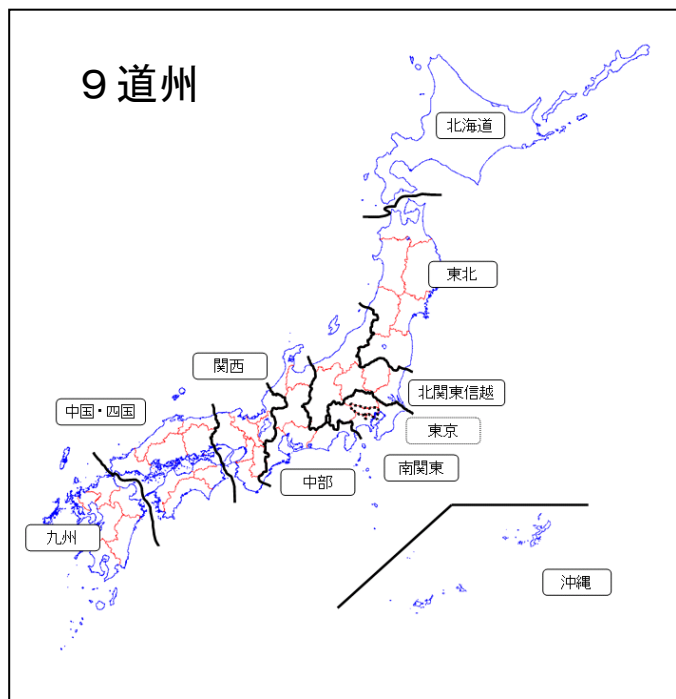 ９道州
北海道
東北
関西
中国・四国
北関東信越
東京
南関東
中部
九州
沖縄